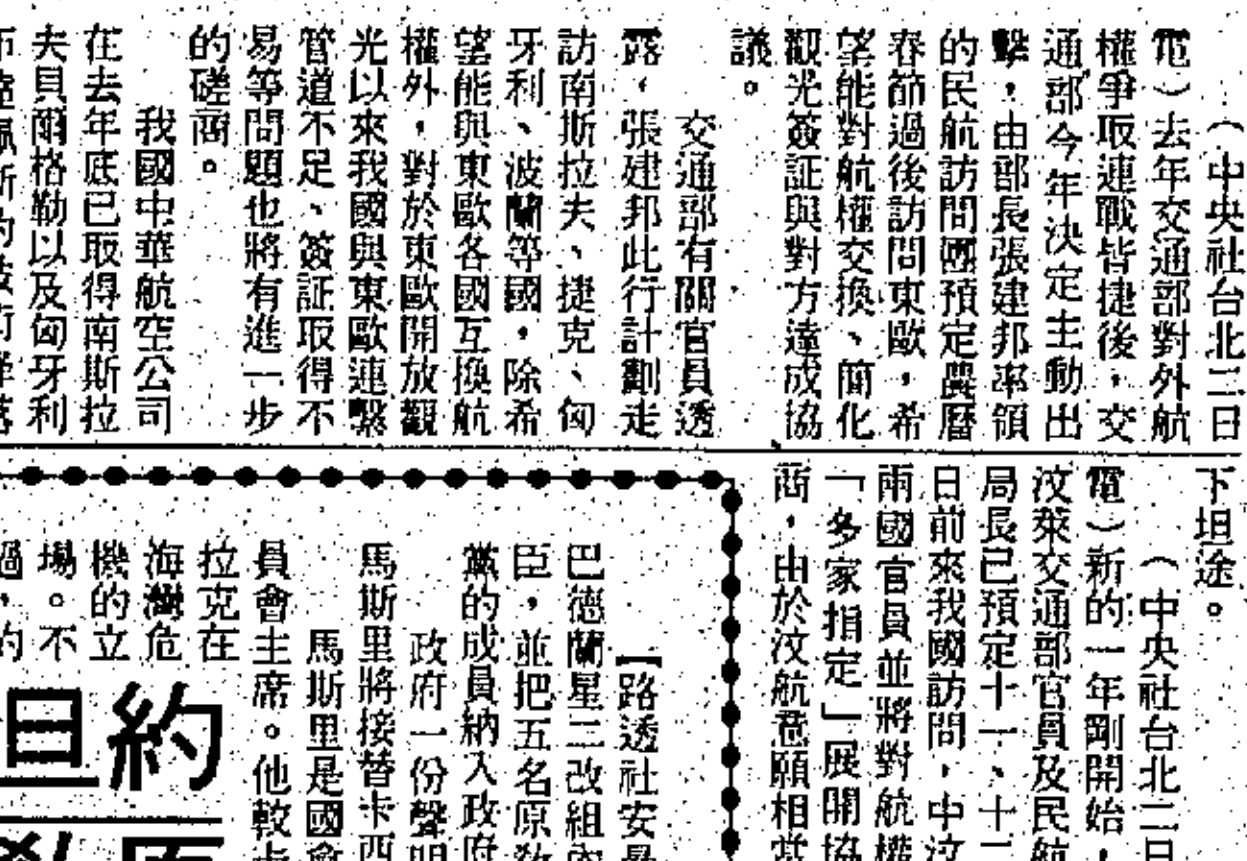 （中央社台北二日
電）去年交通部對外航
權爭取連戰皆捷後，交
通部今年決定主動出
擊，由部長張建邦率領
的民航訪問團預定農曆
春節過後訪問東歐，希
望能對航權交換、簡化
觀光簽証與對方達成協
議。
交通部有關官員透
露，張建邦此行計劃走
訪南斯拉夫、捷克、匈
牙利、波蘭等國，除希
望能與東歐各國互換航
權外，對於東歐開放觀
光以來我國與東歐連繫
管道不足、簽証取得不
易等問題也將有進一步
的磋商。
我國中華航空公司
在去年底已取得南斯拉
夫貝爾格勒以及匈牙利
下坦途。
（中央社台北二日
電）新的一年剛開始，
汶萊交通部官員及民航
局長已預定十一、十二
日前來我國訪問，中汶
兩國官員並將對航權
「多家指定」展開協
商，由於汶航意願相當
【路透社安曼
巴德蘭星三改組內
臣，並把五名原教
黨的成員納入政府
政府一份聲明
馬斯里將接替卡西
馬斯里是國會
員會主席。他較卡
拉克在
海灣危
機的立
場。不
過，約
約旦